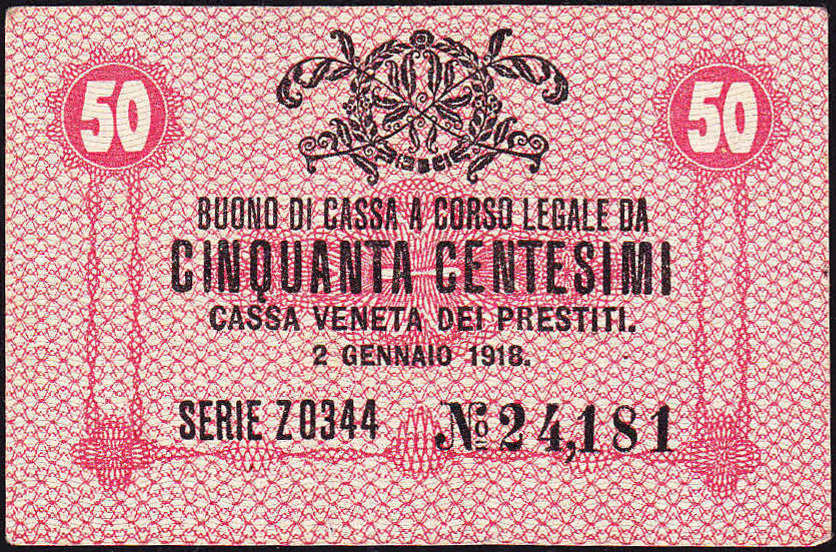 50 50
BUONO DI CASSA A CORSO LEGALE DA
CINQUANTA CENTESIMI
CASSA VENETA DEI PRESTITI.
2 GENNAIO 1918.
SERIE Z0344 No 24,181